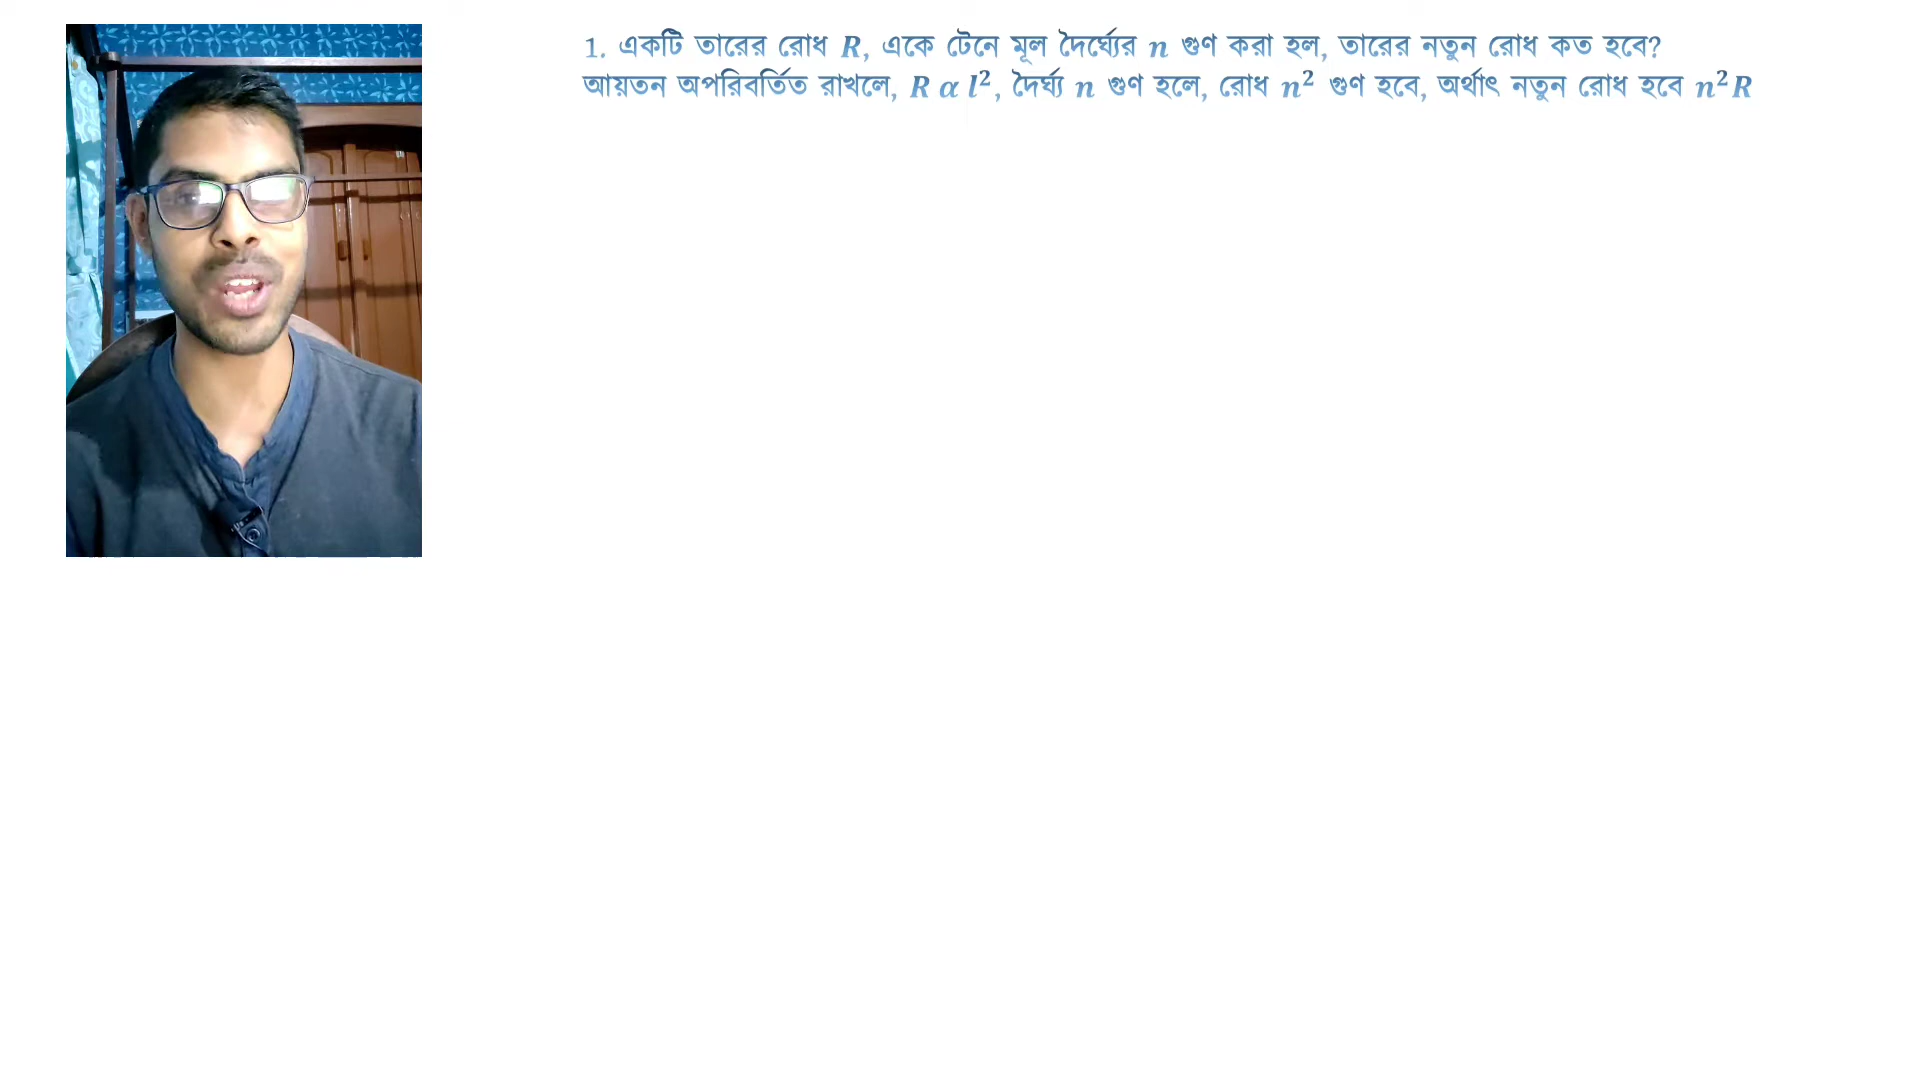 1. একটি তারের রোধ R, একে টেনে মূল দৈর্ঘ্যের n গুণ করা হল, তারের নতুন রোধ কত হবে?
আয়তন অপরিবর্তিত রাখলে, R α l², দৈর্ঘ্য n গুণ হলে, রোধ n² গুণ হবে, অর্থাৎ নতুন রোধ হবে n²R